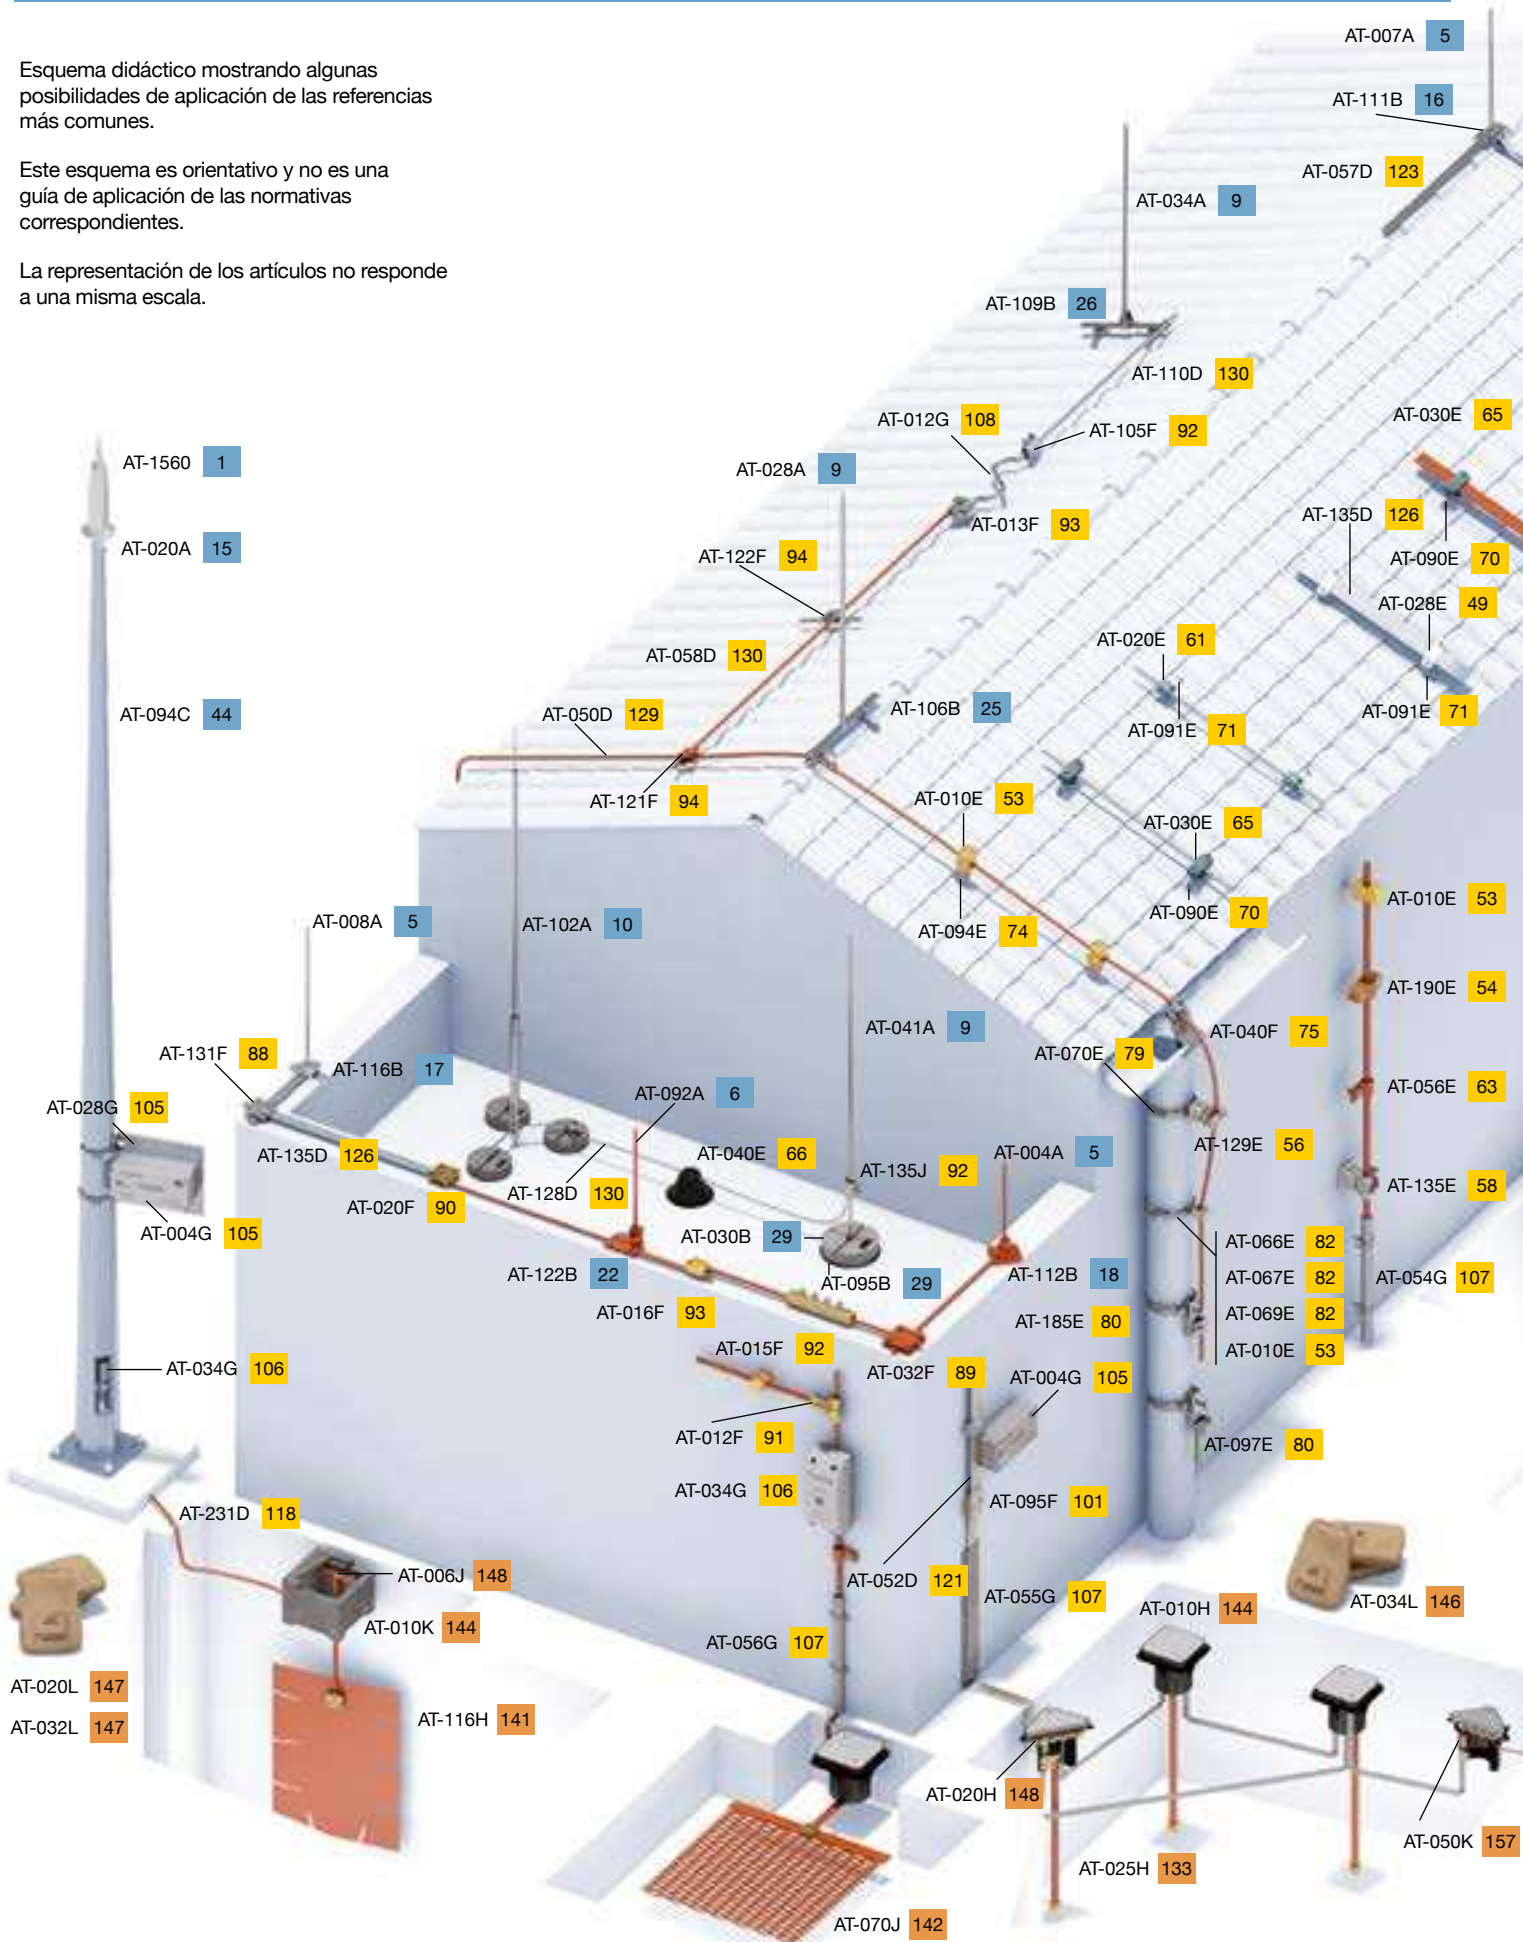 Esquema didáctico mostrando algunas
posibilidades de aplicación de las referencias
más comunes.
Este esquema es orientativo y no es una
guía de aplicación de las normativas
correspondientes.
La representación de los artículos no responde
a una misma escala.
AT-007A 5
AT-111B 16
AT-057D 123
AT-034A 9
AT-109B 26
AT-110D 130
AT-012G 108
AT-105F 92
AT-030E 65
AT-1560 1
AT-028A 9
AT-013F 93
AT-135D 126
AT-020A 15
AT-122F 94
AT-090E 70
AT-028E 49
AT-020E 61
AT-058D 130
AT-094C 44
AT-050D 129
AT-106B 25
AT-091E 71
AT-091E 71
AT-121F 94
AT-010E 53
AT-030E 65
AT-010E 53
AT-008A 5
AT-102A 10
AT-094E 74
AT-090E 70
AT-190E 54
AT-041A 9
AT-040F 75
AT-131F 88
AT-116B 17
AT-070E 79
AT-092A 6
AT-056E 63
AT-028G 105
AT-135D 126
AT-040E 66
AT-135J 92
AT-004A 5
AT-129E 56
AT-135E 58
AT-020F 90
AT-128D 130
AT-004G 105
AT-030B 29
AT-066E 82
AT-122B 22
AT-095B 29
AT-112B 18
AT-067E 82
AT-054G 107
AT-016F 93
AT-185E 80
AT-069E 82
AT-015F 92
AT-010E 53
AT-034G 106
AT-032F 89
AT-004G 105
AT-012F 91
AT-097E 80
AT-034G 106
AT-095F 101
AT-231D 118
AT-006J 148
AT-052D 121
AT-055G 107
AT-010H 144
AT-034L 146
AT-010K 144
AT-056G 107
AT-020L 147
AT-032L 147
AT-116H 141
AT-020H 148
AT-050K 157
AT-025H 133
AT-070J 142